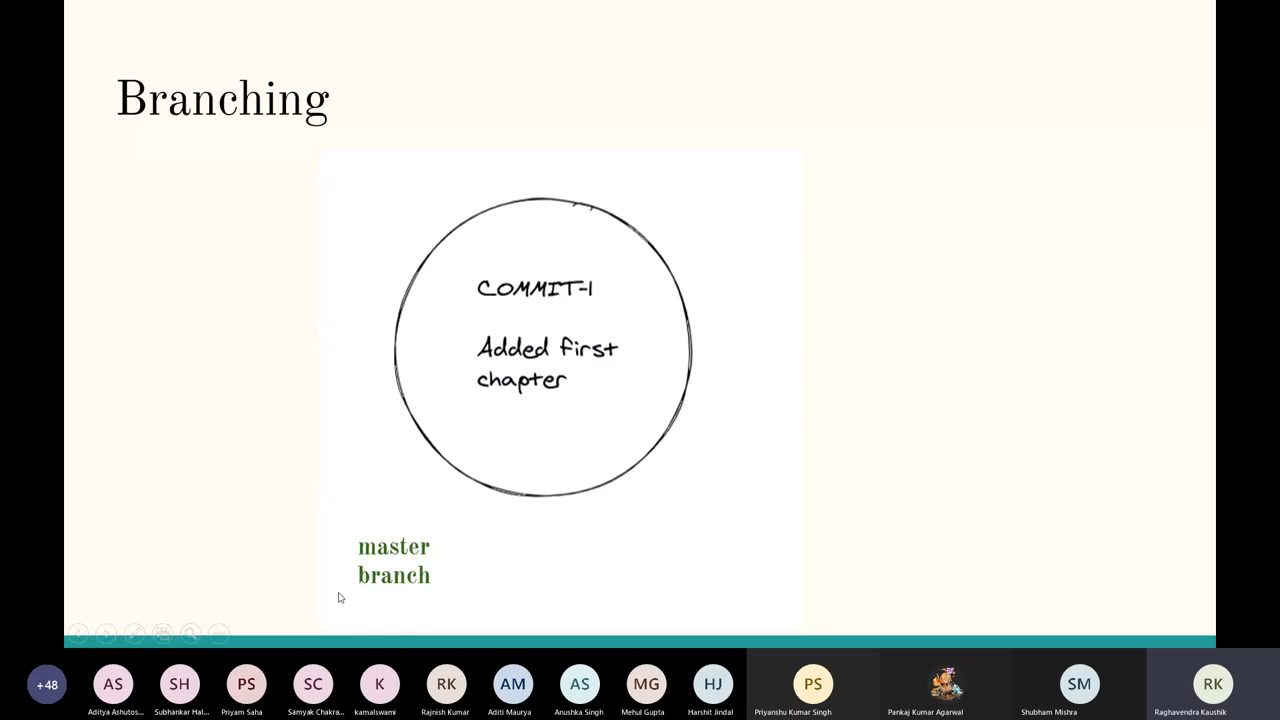 Branching
COMMIT-1
Added first
chapter
master
branch
+48
AS
SH
PS
SC
K
RK
AM
AS
MG
HJ
PS
SM
RK
Aditya Ashutos...
Subhankar Hal...
Priyam Saha
Samyak Chakra...
kamalswami
Rajnish Kumar
Aditi Maurya
Anushka Singh
Mehul Gupta
Harshit Jindal
Priyanshu Kumar Singh
Pankaj Kumar Agarwal
Shubham Mishra
Raghavendra Kaushik